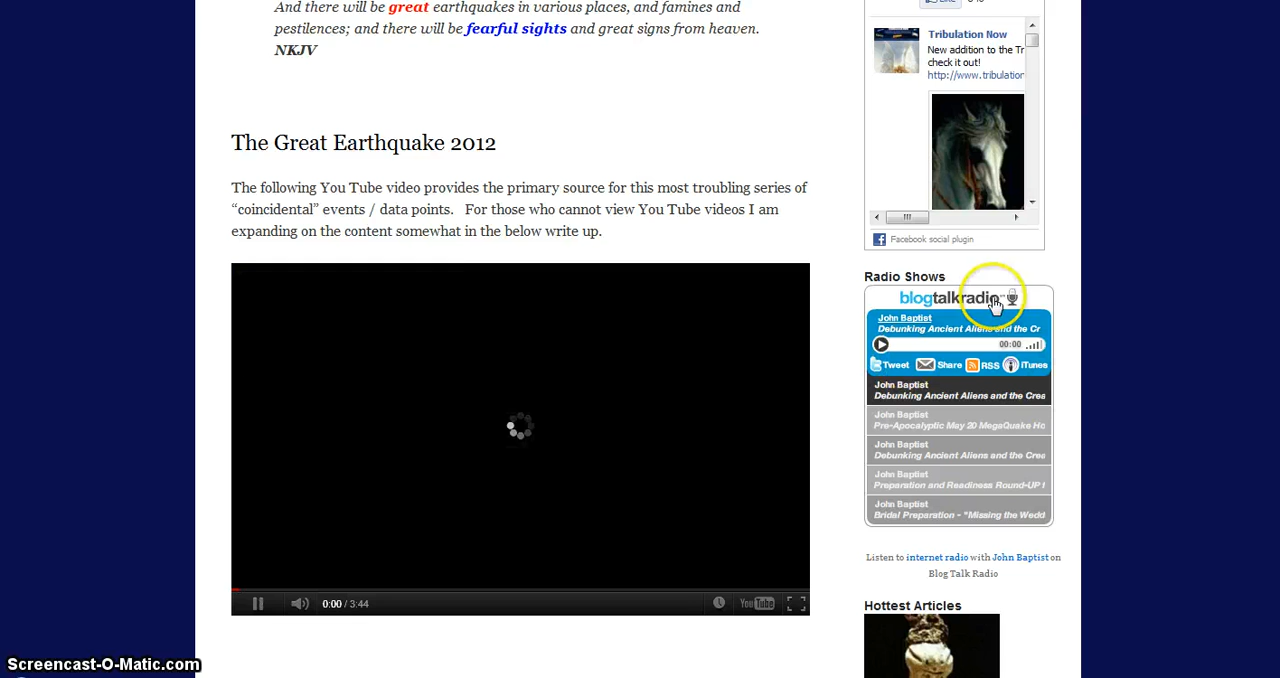 And there will be great earthquakes in various places, and famines and
pestilences; and there will be fearful sights and great signs from heaven.
NKJV
The Great Earthquake 2012
The following You Tube video provides the primary source for this most troubling series of
“coincidental” events / data points. For those who cannot view You Tube videos I am
expanding on the content somewhat in the below write up.
0:00 / 3:44
YouTube
Tribulation Now
New addition to the Tr
check it out!
http://www.tribulation
Facebook social plugin
Radio Shows
blogtalkradio
John Baptist
Debunking Ancient Aliens and the Cr
00:00
Tweet Share RSS iTunes
John Baptist
Debunking Ancient Aliens and the Crea
John Baptist
Pre-Apocalyptic May 20 MegaQuake Ho
John Baptist
Debunking Ancient Aliens and the Crea
John Baptist
Preparation and Readiness Round-UP f
John Baptist
Bridal Preparation - "Missing the Wedd
Listen to internet radio with John Baptist on
Blog Talk Radio
Hottest Articles
Screencast-O-Matic.com